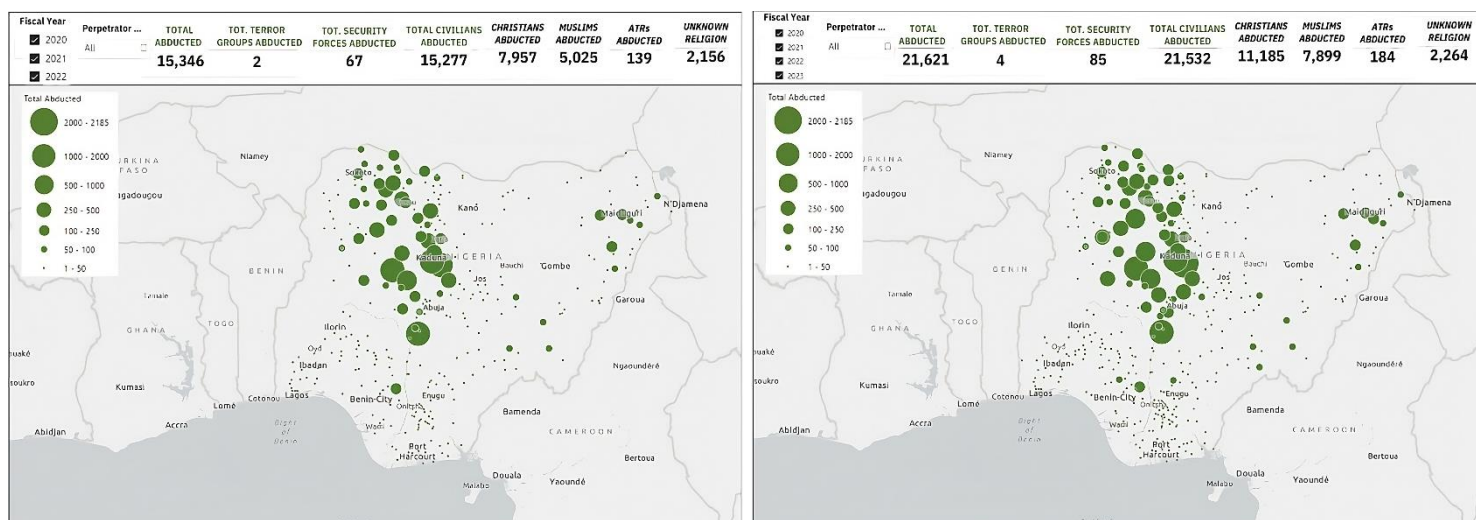 Fiscal Year
2020
2021
2022
Perpetrator ...
All
TOTAL ABDUCTED
15,346
TOT. TERROR GROUPS ABDUCTED
2
TOT. SECURITY FORCES ABDUCTED
67
TOTAL CIVILIANS ABDUCTED
15,277
CHRISTIANS ABDUCTED
7,957
MUSLIMS ABDUCTED
5,025
ATRs ABDUCTED
139
UNKNOWN RELIGION
2,156
Total Abducted
2000 - 2185
1000 - 2000
500 - 1000
250 - 500
100 - 250
50 - 100
1 - 50
Niamey
Sokoto
Kano
Maiduguri
N'Djamena
Kaduna
NIGERIA
Bauchi
Gombe
Jos
BENIN
Tamale
Abuja
Garoua
GHANA
TOGO
Ilorin
Oyo
Ibadan
Ngaoundéré
Kumasi
Cotonou
Lagos
Benin-City
Enugu
Lomé
Onitsha
Accra
Bight of Benin
Warri
Bamenda
Abidjan
Port Harcourt
CAMEROON
Bertoua
Douala
Malabo
Yaoundé
Fiscal Year
2020
2021
2022
2023
Perpetrator ...
All
TOTAL ABDUCTED
21,621
TOT. TERROR GROUPS ABDUCTED
4
TOT. SECURITY FORCES ABDUCTED
85
TOTAL CIVILIANS ABDUCTED
21,532
CHRISTIANS ABDUCTED
11,185
MUSLIMS ABDUCTED
7,899
ATRs ABDUCTED
184
UNKNOWN RELIGION
2,264
Total Abducted
2000 - 2185
1000 - 2000
500 - 1000
250 - 500
100 - 250
50 - 100
1 - 50
Niamey
Sokoto
Kano
Maiduguri
N'Djamena
Kaduna
NIGERIA
Bauchi
Gombe
Jos
BENIN
Tamale
Abuja
Garoua
GHANA
TOGO
Ilorin
Oyo
Ibadan
Ngaoundéré
Kumasi
Cotonou
Lagos
Benin-City
Enugu
Lomé
Onitsha
Accra
Bight of Benin
Warri
Bamenda
Abidjan
Port Harcourt
CAMEROON
Bertoua
Douala
Malabo
Yaoundé